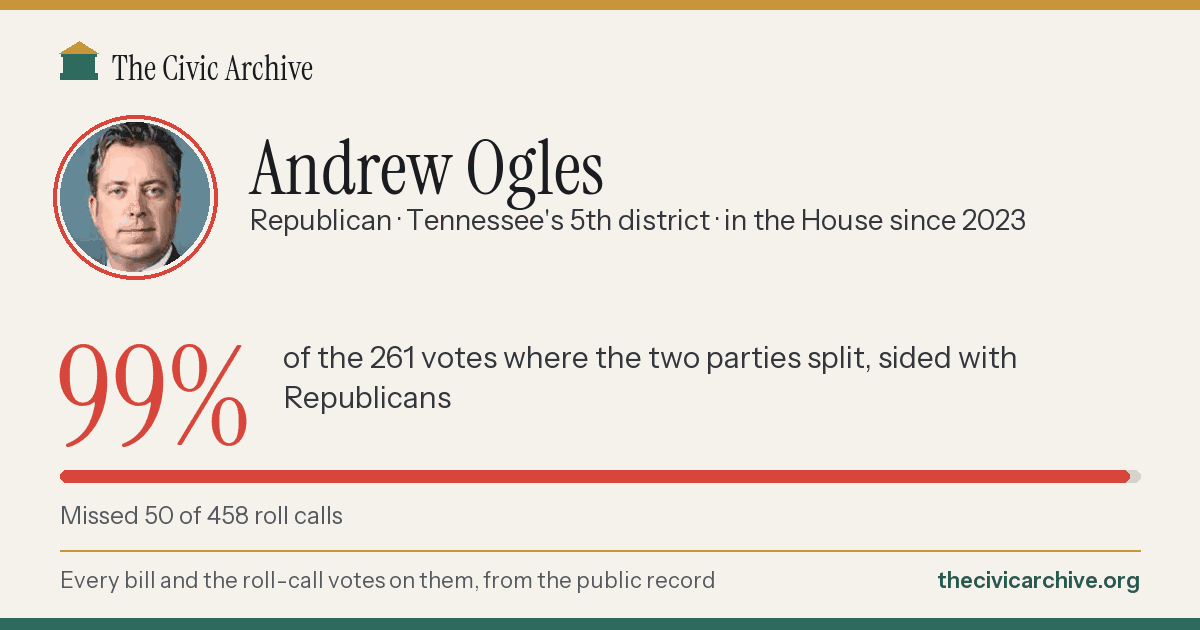 The Civic Archive
Andrew Ogles
Republican · Tennessee's 5th district · in the House since 2023
99%
of the 261 votes where the two parties split, sided with
Republicans
Missed 50 of 458 roll calls
Every bill and the roll-call votes on them, from the public record
thecivicarchive.org